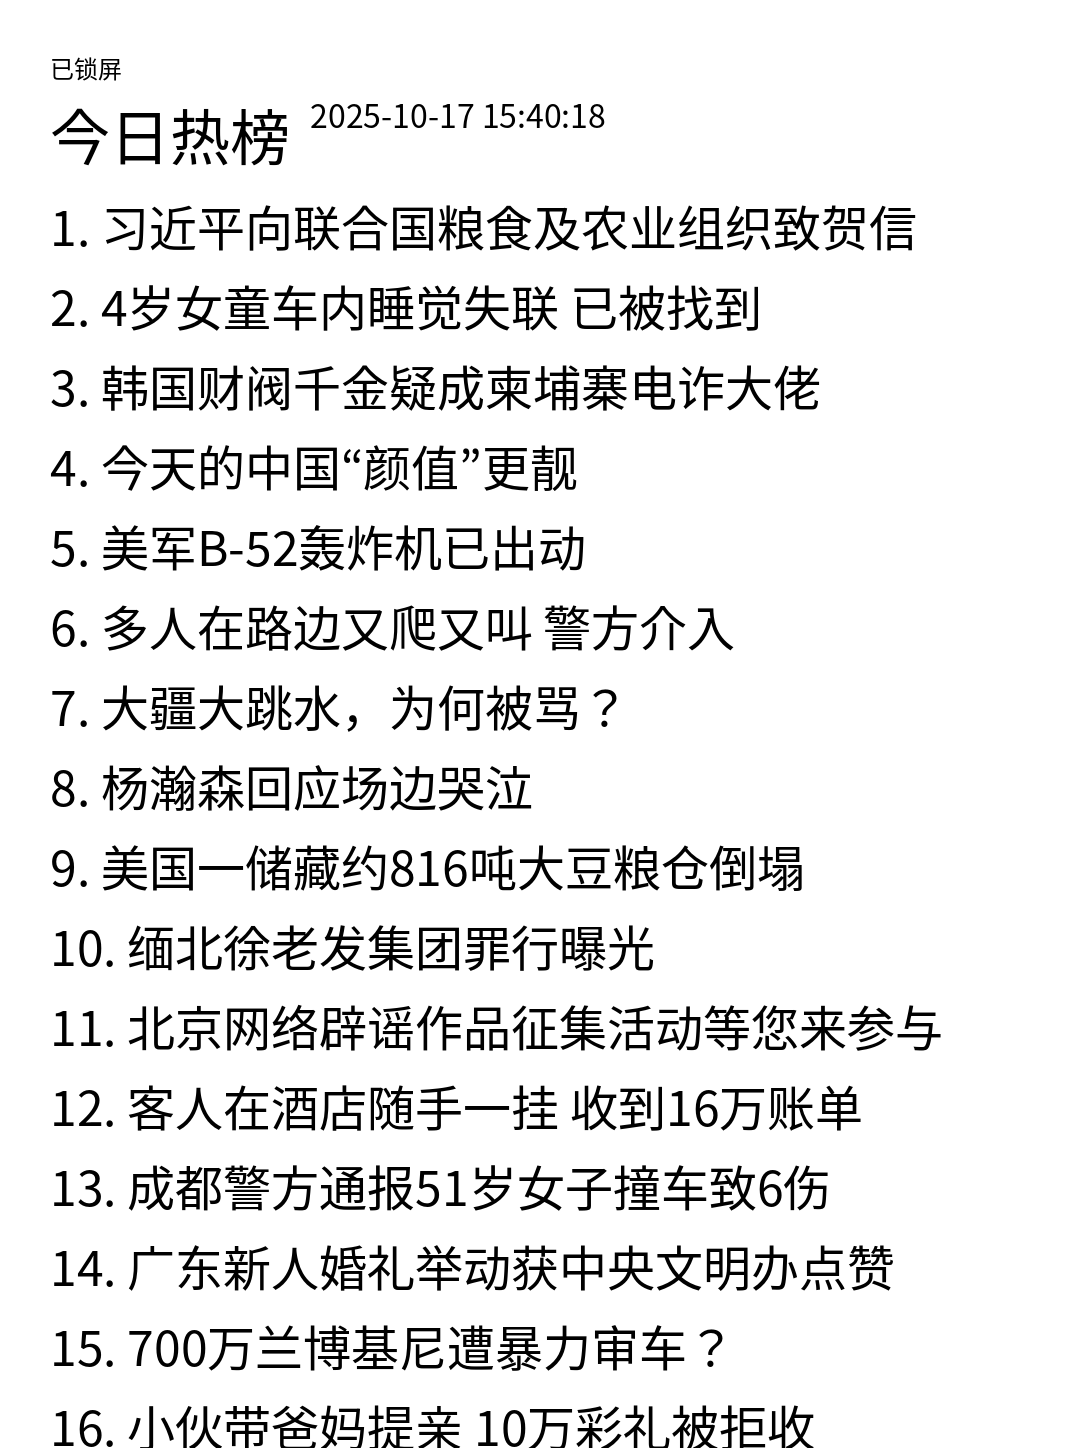 已锁屏
今日热榜 2025-10-17 15:40:18
1. 习近平向联合国粮食及农业组织致贺信
2. 4岁女童车内睡觉失联 已被找到
3. 韩国财阀千金疑成柬埔寨电诈大佬
4. 今天的中国“颜值”更靓
5. 美军B-52轰炸机已出动
6. 多人在路边又爬又叫 警方介入
7. 大疆大跳水，为何被骂？
8. 杨瀚森回应场边哭泣
9. 美国一储藏约816吨大豆粮仓倒塌
10. 缅北徐老发集团罪行曝光
11. 北京网络辟谣作品征集活动等您来参与
12. 客人在酒店随手一挂 收到16万账单
13. 成都警方通报51岁女子撞车致6伤
14. 广东新人婚礼举动获中央文明办点赞
15. 700万兰博基尼遭暴力审车？
16. 小伙带爸妈提亲 10万彩礼被拒收